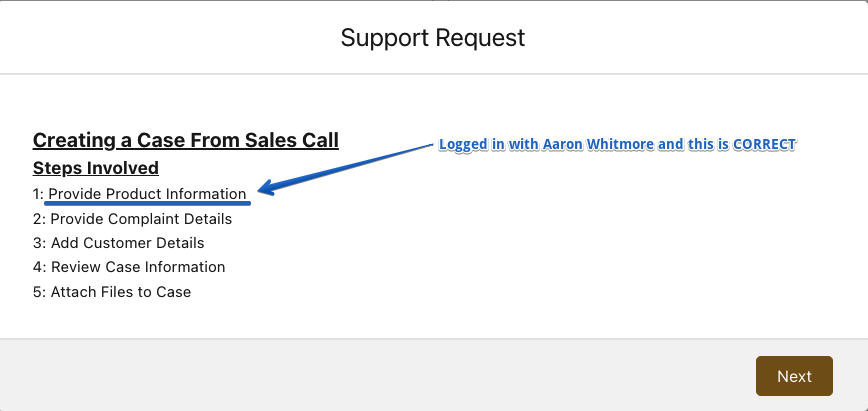 Support Request
Creating a Case From Sales Call
Logged in with Aaron Whitmore and this is CORRECT
Steps Involved
1: Provide Product Information
2: Provide Complaint Details
3: Add Customer Details
4: Review Case Information
5: Attach Files to Case
Next